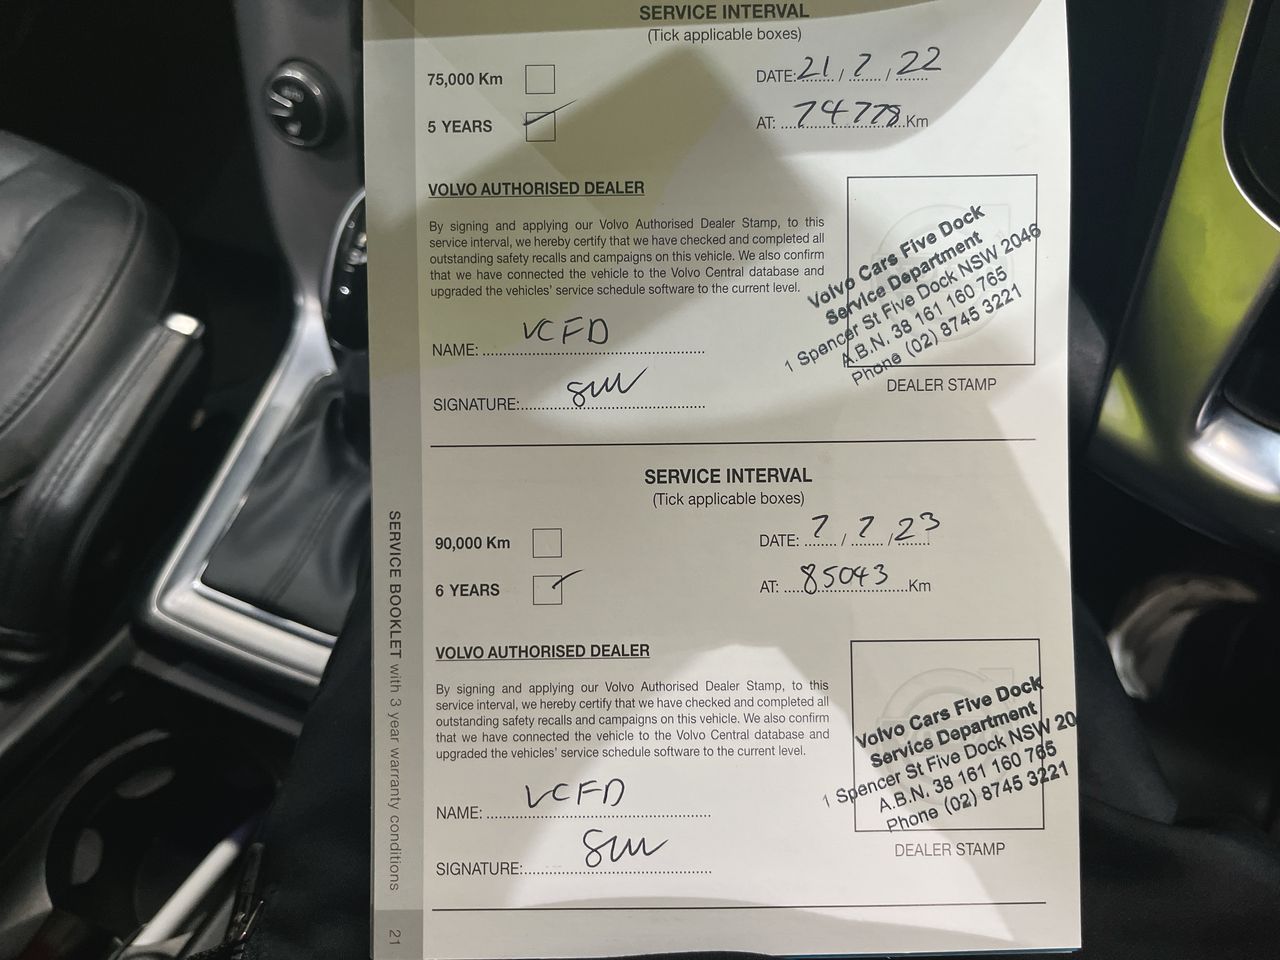 SERVICE INTERVAL
(Tick applicable boxes)
75,000 Km
DATE: 21 / 7 / 22
5 YEARS
AT: 74778 Km
VOLVO AUTHORISED DEALER
By signing and applying our Volvo Authorised Dealer Stamp, to this
service interval, we hereby certify that we have checked and completed all
outstanding safety recalls and campaigns on this vehicle. We also confirm
that we have connected the vehicle to the Volvo Central database and
upgraded the vehicles' service schedule software to the current level.
Volvo Cars Five Dock
Service Department
1 Spencer St Five Dock NSW 2046
A.B.N. 38 161 160 765
Phone (02) 8745 3221
NAME: VCFD
SIGNATURE:
DEALER STAMP
SERVICE INTERVAL
(Tick applicable boxes)
90,000 Km
DATE: 7 / 7 / 23
6 YEARS
AT: 85043 Km
VOLVO AUTHORISED DEALER
By signing and applying our Volvo Authorised Dealer Stamp, to this
service interval, we hereby certify that we have checked and completed all
outstanding safety recalls and campaigns on this vehicle. We also confirm
that we have connected the vehicle to the Volvo Central database and
upgraded the vehicles' service schedule software to the current level.
Volvo Cars Five Dock
Service Department
1 Spencer St Five Dock NSW 20
A.B.N. 38 161 160 765
Phone (02) 8745 3221
NAME: VCFD
SIGNATURE:
DEALER STAMP
SERVICE BOOKLET with 3 year warranty conditions
21